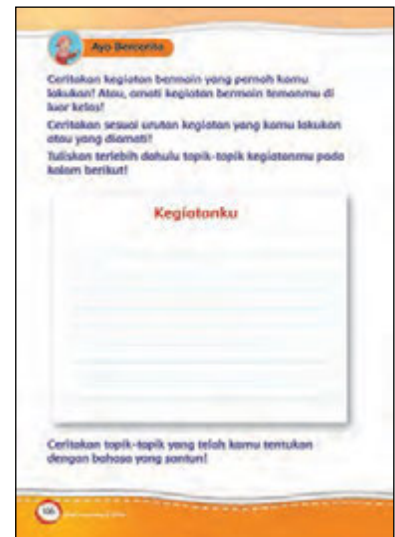 Ayo Bercerita
Ceritakan kegiatan bermain yang pernah kamu
lakukan! Atau, amati kegiatan bermain temanmu di
luar kelas!
Ceritakan sesuai urutan kegiatan yang kamu lakukan
atau yang diamati!
Tuliskan terlebih dahulu topik-topik kegiatanmu pada
kolom berikut!
Kegiatanku
Ceritakan topik-topik yang telah kamu tentukan
dengan bahasa yang santun!